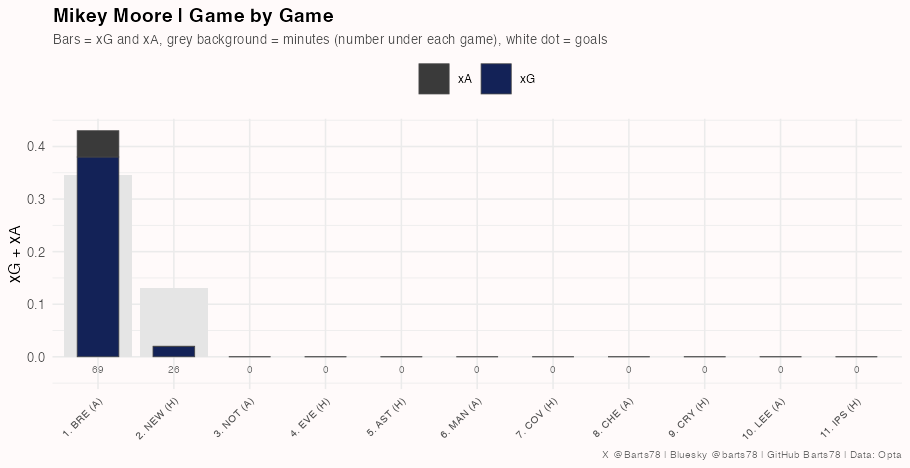 Mikey Moore | Game by Game
Bars = xG and xA, grey background = minutes (number under each game), white dot = goals
xA xG
xG + xA
0.4
0.3
0.2
0.1
0.0
69 26 0 0 0 0 0 0 0 0 0
1. BRE (A) 2. NEW (H) 3. NOT (A) 4. EVE (H) 5. AST (H) 6. MAN (A) 7. COV (H) 8. CHE (A) 9. CRY (H) 10. LEE (A) 11. IPS (H)
X @Barts78 | Bluesky @barts78 | GitHub Barts78 | Data: Opta